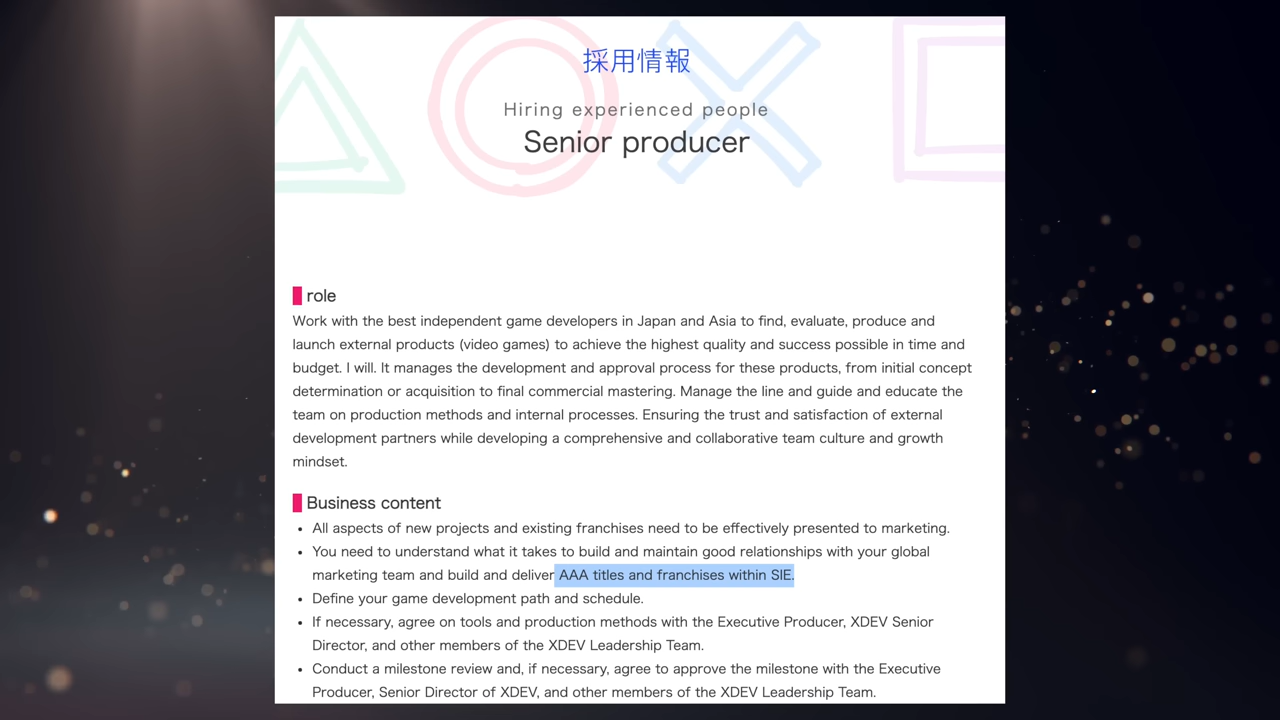 採用情報
Hiring experienced people
Senior producer
role
Work with the best independent game developers in Japan and Asia to find, evaluate, produce and
launch external products (video games) to achieve the highest quality and success possible in time and
budget. I will. It manages the development and approval process for these products, from initial concept
determination or acquisition to final commercial mastering. Manage the line and guide and educate the
team on production methods and internal processes. Ensuring the trust and satisfaction of external
development partners while developing a comprehensive and collaborative team culture and growth
mindset.
Business content
• All aspects of new projects and existing franchises need to be effectively presented to marketing.
• You need to understand what it takes to build and maintain good relationships with your global
marketing team and build and deliver AAA titles and franchises within SIE.
• Define your game development path and schedule.
• If necessary, agree on tools and production methods with the Executive Producer, XDEV Senior
Director, and other members of the XDEV Leadership Team.
• Conduct a milestone review and, if necessary, agree to approve the milestone with the Executive
Producer, Senior Director of XDEV, and other members of the XDEV Leadership Team.